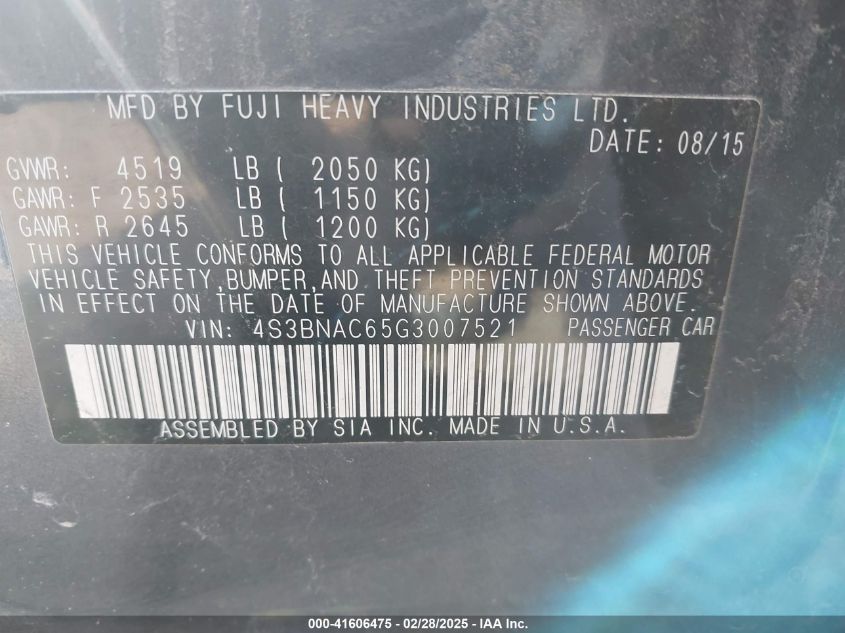 MFD BY FUJI HEAVY INDUSTRIES LTD.
DATE: 08/15
GVWR: 4519 LB ( 2050 KG)
GAWR: F 2535 LB ( 1150 KG)
GAWR: R 2645 LB ( 1200 KG)
THIS VEHICLE CONFORMS TO ALL APPLICABLE FEDERAL MOTOR
VEHICLE SAFETY,BUMPER,AND THEFT PREVENTION STANDARDS
IN EFFECT ON THE DATE OF MANUFACTURE SHOWN ABOVE.
VIN: 4S3BNAC65G3007521 PASSENGER CAR
ASSEMBLED BY SIA INC. MADE IN U.S.A.
000-41606475 - 02/28/2025 - IAA Inc.